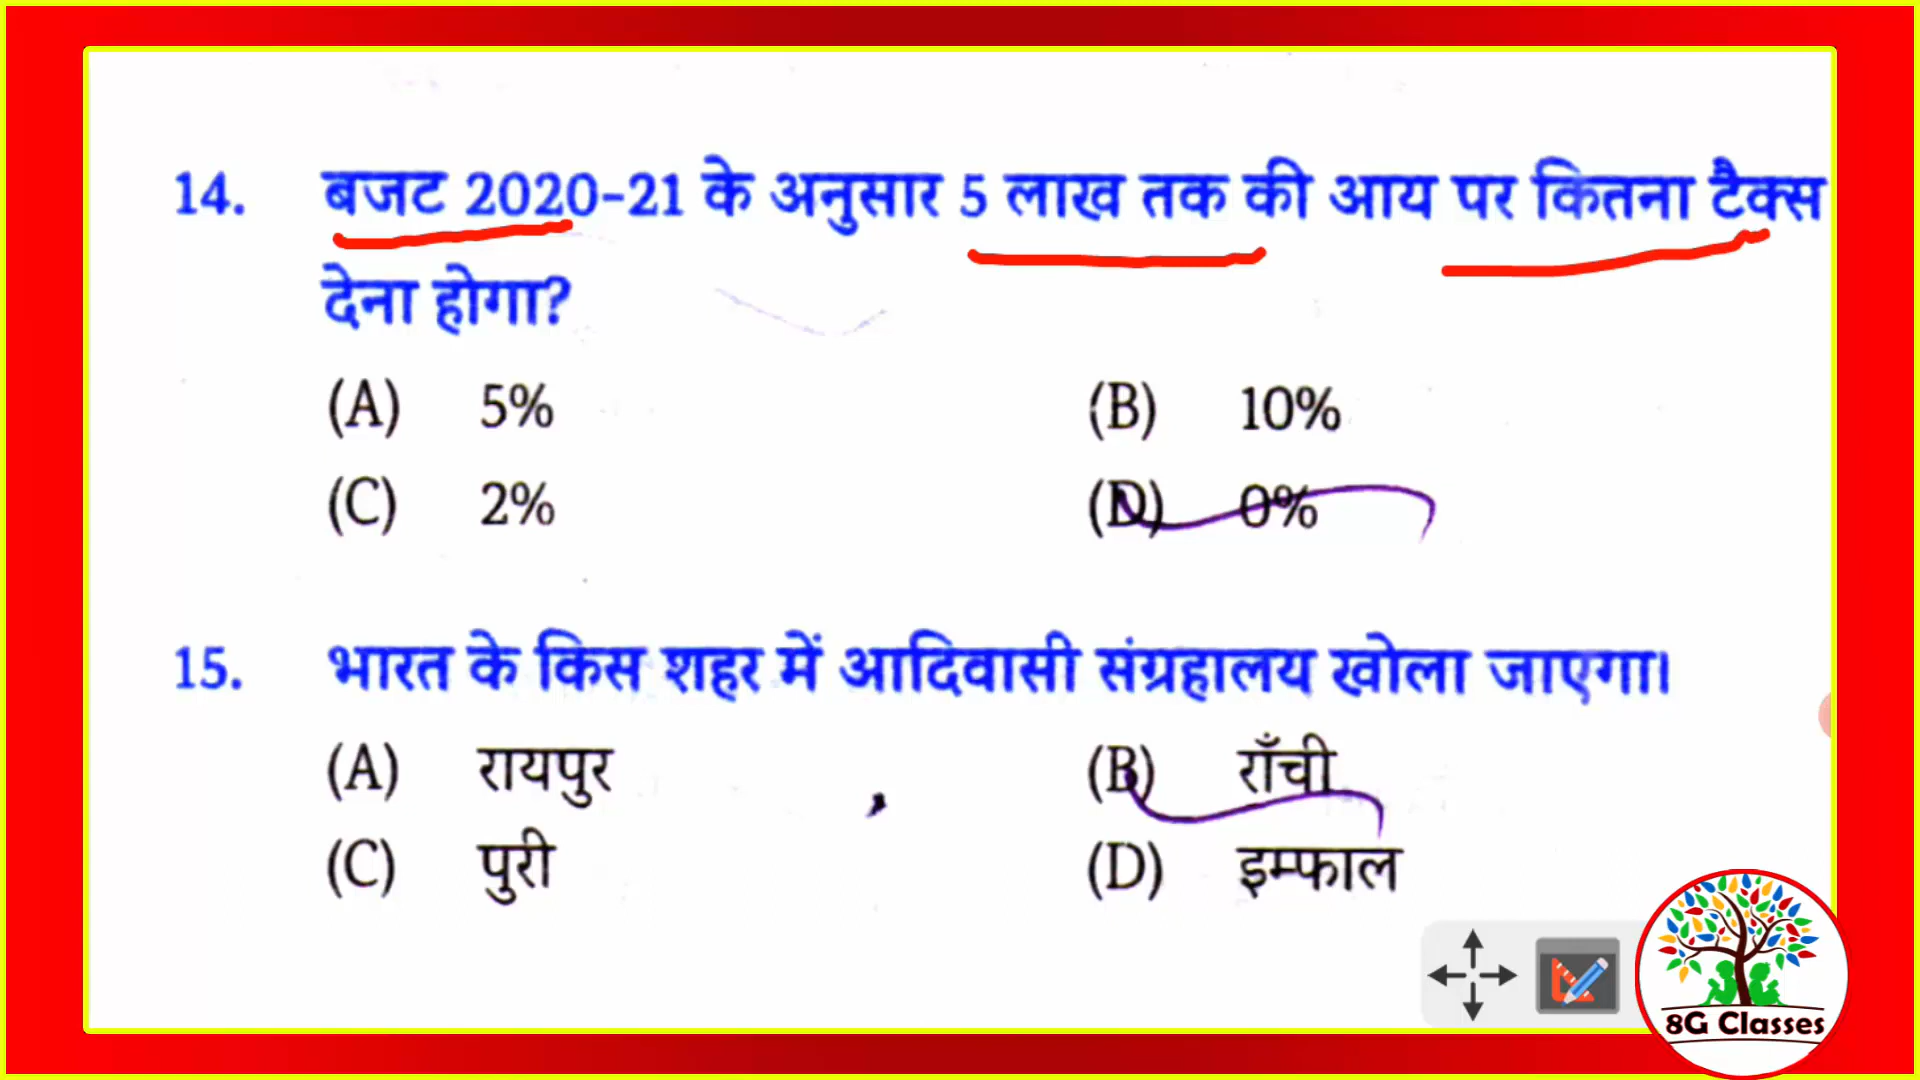 14. बजट 2020-21 के अनुसार 5 लाख तक की आय पर कितना टैक्स
देना होगा?
(A) 5% (B) 10%
(C) 2% (D) 0%
15. भारत के किस शहर में आदिवासी संग्रहालय खोला जाएगा।
(A) रायपुर (B) राँची
(C) पुरी (D) इम्फाल
8G Classes